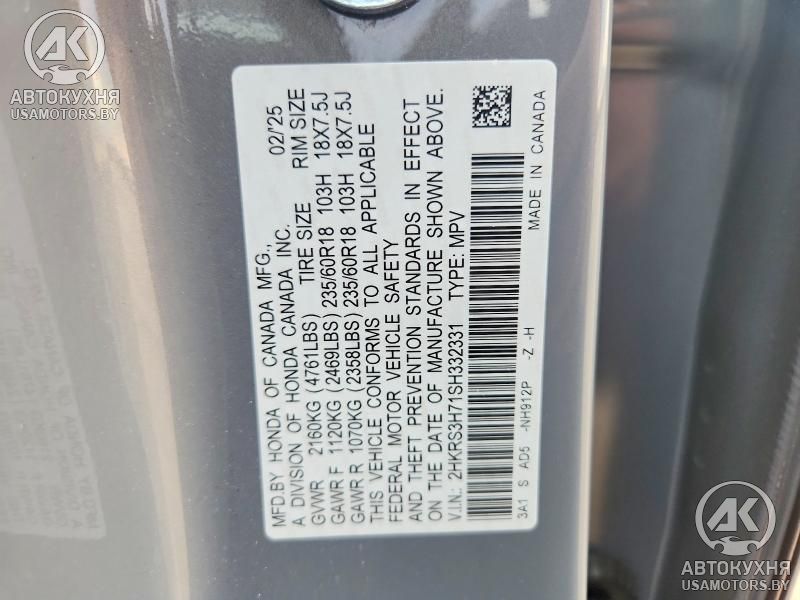 MFD.BY HONDA OF CANADA MFG., 02/'25
A DIVISION OF HONDA CANADA INC.
TIRE SIZE RIM SIZE
GVWR 2160KG (4761LBS)
GAWR F 1120KG (2469LBS) 235/60R18 103H 18X7.5J
GAWR R 1070KG (2358LBS) 235/60R18 103H 18X7.5J
THIS VEHICLE CONFORMS TO ALL APPLICABLE
FEDERAL MOTOR VEHICLE SAFETY
AND THEFT PREVENTION STANDARDS IN EFFECT
ON THE DATE OF MANUFACTURE SHOWN ABOVE.
V.I.N.: 2HKRS3H71SH332331 TYPE: MPV
3A1 S AD5 -NH912P -Z -H
MADE IN CANADA
AK
АВТОКУХНЯ
USAMOTORS.BY
AK
АВТОКУХНЯ
USAMOTORS.BY